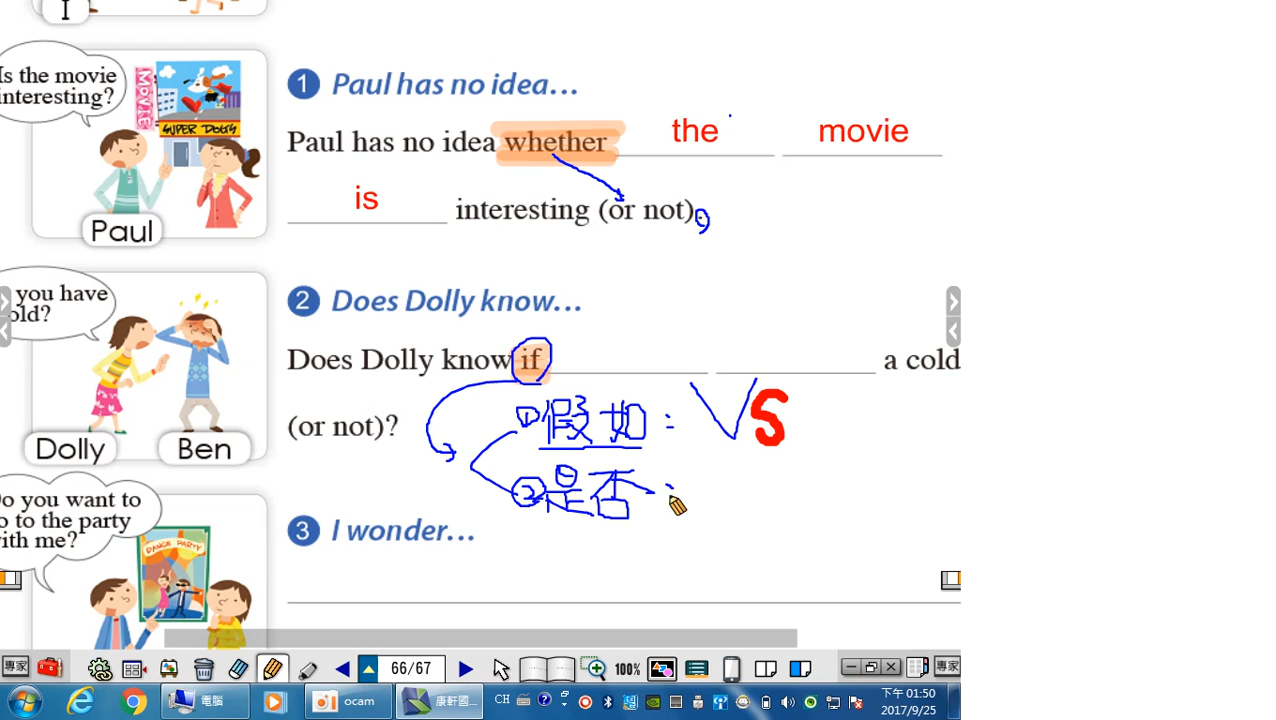 I
Is the movie
interesting?
MOVIE
SUPER DOGS
Paul
1 Paul has no idea...
Paul has no idea whether the movie
is interesting (or not).
you have
old?
Dolly
Ben
2 Does Dolly know...
Does Dolly know if a cold
(or not)?
①假如: VS
②是否:
Do you want to
o to the party
with me?
DANCE PARTY
3 I wonder...
專家
66/67
100%
專家
電腦
ocam
康軒國...
CH
下午 01:50
2017/9/25